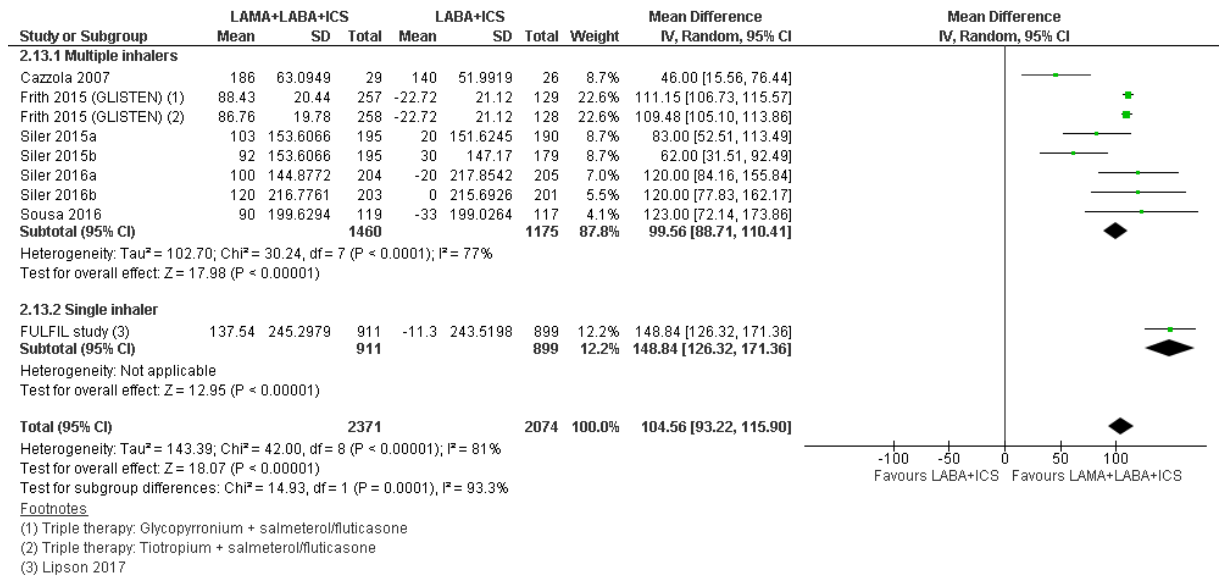 LAMA+LABA+ICS LABA+ICS Mean Difference Mean Difference
Study or Subgroup Mean SD Total Mean SD Total Weight IV, Random, 95% CI IV, Random, 95% CI
2.13.1 Multiple inhalers
Cazzola 2007 186 63.0949 29 140 51.9919 26 8.7% 46.00 [15.56, 76.44]
Frith 2015 (GLISTEN) (1) 88.43 20.44 257 -22.72 21.12 129 22.6% 111.15 [106.73, 115.57]
Frith 2015 (GLISTEN) (2) 86.76 19.78 258 -22.72 21.12 128 22.6% 109.48 [105.10, 113.86]
Siler 2015a 103 153.6066 195 20 151.6245 190 8.7% 83.00 [52.51, 113.49]
Siler 2015b 92 153.6066 195 30 147.17 179 8.7% 62.00 [31.51, 92.49]
Siler 2016a 100 144.8772 204 -20 217.8542 205 7.0% 120.00 [84.16, 155.84]
Siler 2016b 120 216.7761 203 0 215.6926 201 5.5% 120.00 [77.83, 162.17]
Sousa 2016 90 199.6294 119 -33 199.0264 117 4.1% 123.00 [72.14, 173.86]
Subtotal (95% CI) 1460 1175 87.8% 99.56 [88.71, 110.41]
Heterogeneity: Tau² = 102.70; Chi² = 30.24, df = 7 (P < 0.0001); I² = 77%
Test for overall effect: Z = 17.98 (P < 0.00001)
2.13.2 Single inhaler
FULFIL study (3) 137.54 245.2979 911 -11.3 243.5198 899 12.2% 148.84 [126.32, 171.36]
Subtotal (95% CI) 911 899 12.2% 148.84 [126.32, 171.36]
Heterogeneity: Not applicable
Test for overall effect: Z = 12.95 (P < 0.00001)
Total (95% CI) 2371 2074 100.0% 104.56 [93.22, 115.90]
Heterogeneity: Tau² = 143.39; Chi² = 42.00, df = 8 (P < 0.00001); I² = 81%
Test for overall effect: Z = 18.07 (P < 0.00001)
Test for subgroup differences: Chi² = 14.93, df = 1 (P = 0.0001), I² = 93.3%
-100 -50 0 50 100
Favours LABA+ICS Favours LAMA+LABA+ICS
Footnotes
(1) Triple therapy: Glycopyrronium + salmeterol/fluticasone
(2) Triple therapy: Tiotropium + salmeterol/fluticasone
(3) Lipson 2017